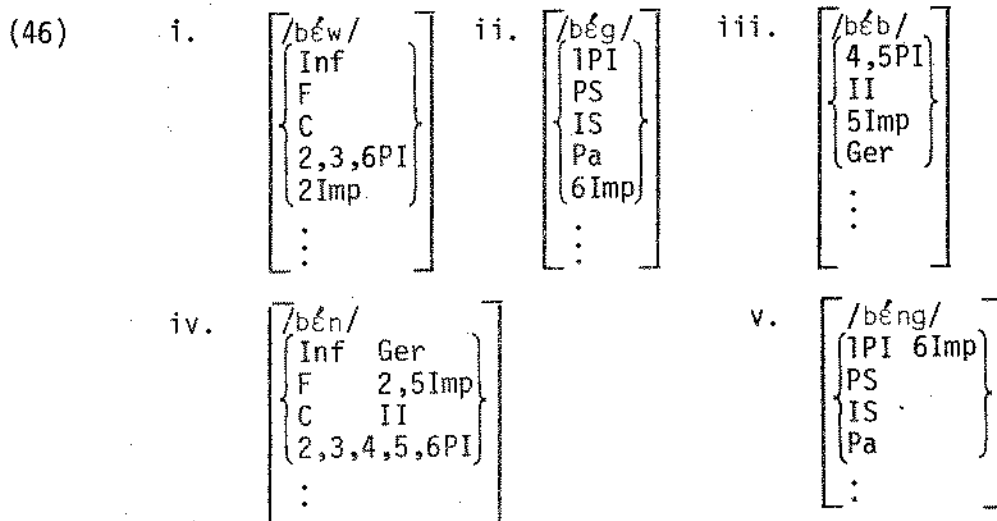 (46) i. /bɛ́w/ ii. /bɛ́g/ iii. /bɛ́b/
Inf 1PI 4,5PI
F PS II
C IS 5Imp
2,3,6PI Pa Ger
2Imp 6Imp
⋮ ⋮ ⋮
iv. /bɛ́n/ v. /bɛ́ng/
Inf Ger 1PI 6Imp
F 2,5Imp PS
C II IS
2,3,4,5,6PI Pa
⋮ ⋮